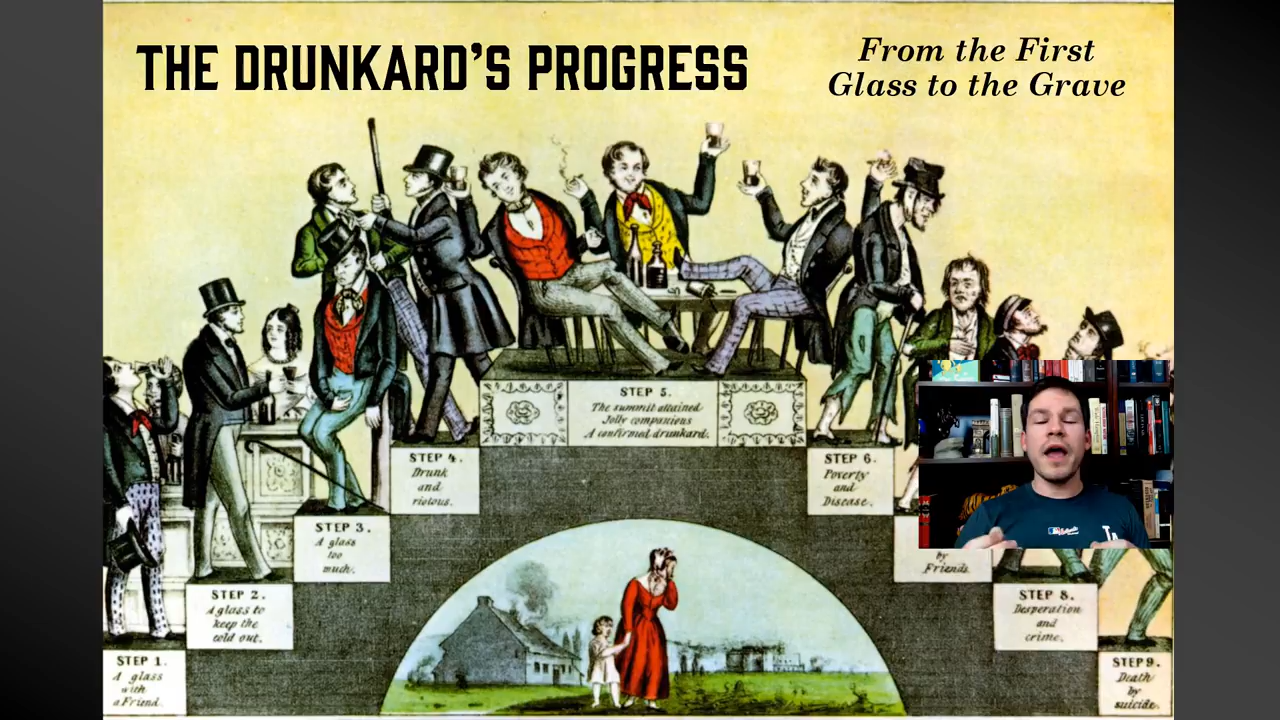 THE DRUNKARD'S PROGRESS
From the First
Glass to the Grave
STEP 1.
A glass
with
a Friend.
STEP 2.
A glass to
keep the
cold out.
STEP 3.
A glass
too
much.
STEP 4.
Drunk
and
riotous.
STEP 5.
The summit attained
Jolly companions
A confirmed drunkard.
STEP 6.
Poverty
and
Disease.
by
Friends.
STEP 8.
Desperation
and
crime.
STEP 9.
Death
by
suicide.
LA